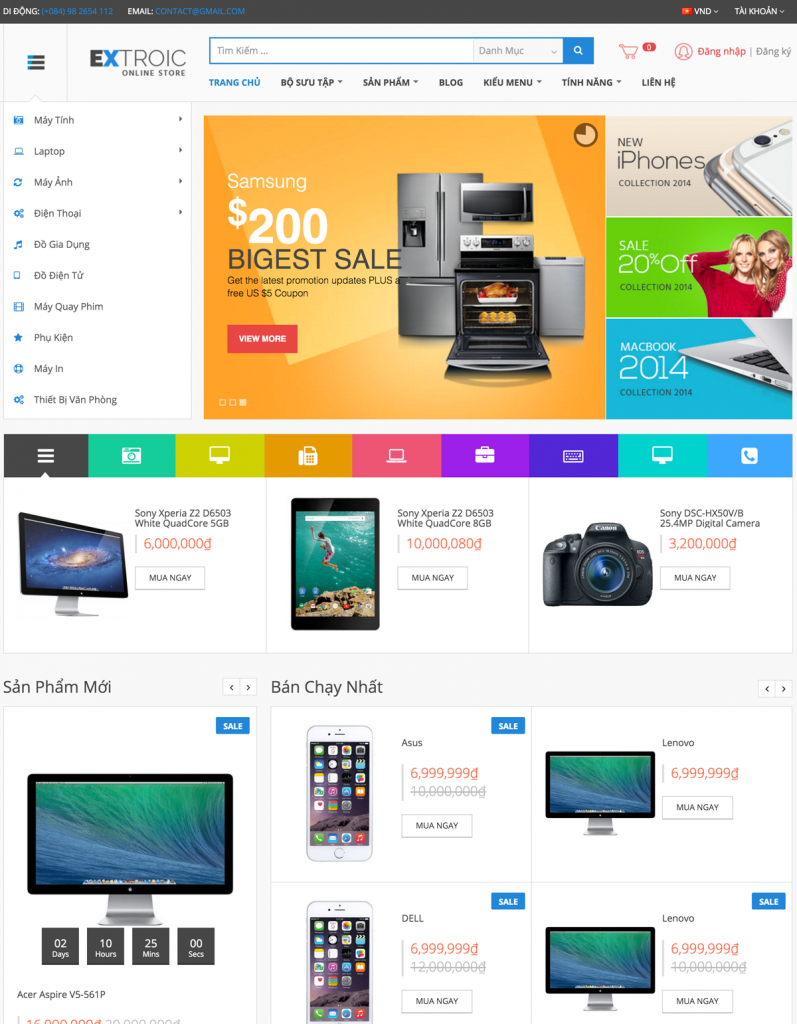 DI ĐỘNG: (+084) 98 2654 112 EMAIL: CONTACT@GMAIL.COM VND TÀI KHOẢN
EXTROIC
ONLINE STORE
Tìm Kiếm ... Danh Mục
0
Đăng nhập | Đăng ký
TRANG CHỦ BỘ SƯU TẬP SẢN PHẨM BLOG KIỂU MENU TÍNH NĂNG LIÊN HỆ
Máy Tính
Laptop
Máy Ảnh
Điện Thoại
Đồ Gia Dụng
Đồ Điện Tử
Máy Quay Phim
Phụ Kiện
Máy In
Thiết Bị Văn Phòng
Samsung
$200
BIGEST SALE
Get the latest promotion updates PLUS a
free US $5 Coupon
VIEW MORE
NEW
iPhones
COLLECTION 2014
SALE
20%Off
COLLECTION 2014
MACBOOK
2014
COLLECTION 2014
Sony Xperia Z2 D6503
White QuadCore 5GB
6,000,000₫
MUA NGAY
Sony Xperia Z2 D6503
White QuadCore 8GB
10,000,080₫
MUA NGAY
Canon
Sony DSC-HX50V/B
25.4MP Digital Camera
3,200,000₫
MUA NGAY
Sản Phẩm Mới
SALE
02 10 25 00
Days Hours Mins Secs
Acer Aspire V5-561P
16,000,000₫ 20,000,000₫
Bán Chạy Nhất
SALE
Asus
6,999,999₫
10,000,000₫
MUA NGAY
Lenovo
6,999,999₫
MUA NGAY
SALE
DELL
6,999,999₫
12,000,000₫
MUA NGAY
SALE
Lenovo
6,999,999₫
10,000,000₫
MUA NGAY